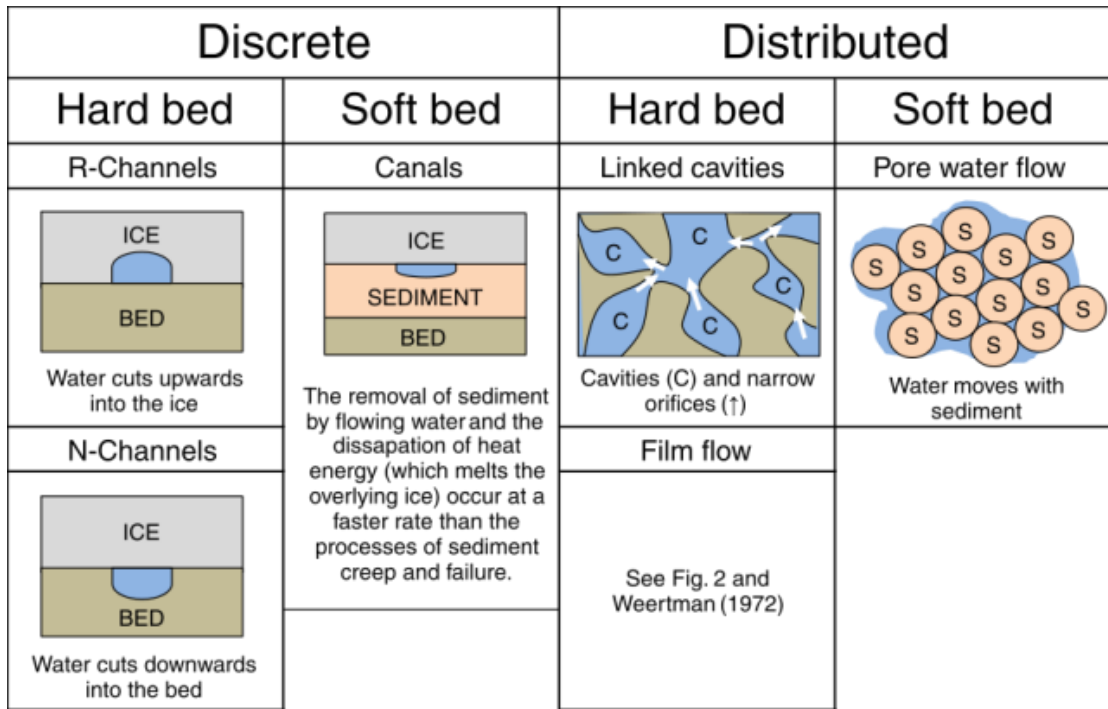 Discrete
Distributed
Hard bed
Soft bed
Hard bed
Soft bed
R-Channels
Canals
Linked cavities
Pore water flow
ICE
BED
Water cuts upwards
into the ice
ICE
SEDIMENT
BED
The removal of sediment
by flowing water and the
dissapation of heat
energy (which melts the
overlying ice) occur at a
faster rate than the
processes of sediment
creep and failure.
C
C
C
C
C
Cavities (C) and narrow
orifices (↑)
S
S
S
S
S
S
S
S
S
S
S
S
S
S
Water moves with
sediment
N-Channels
ICE
BED
Water cuts downwards
into the bed
Film flow
See Fig. 2 and
Weertman (1972)